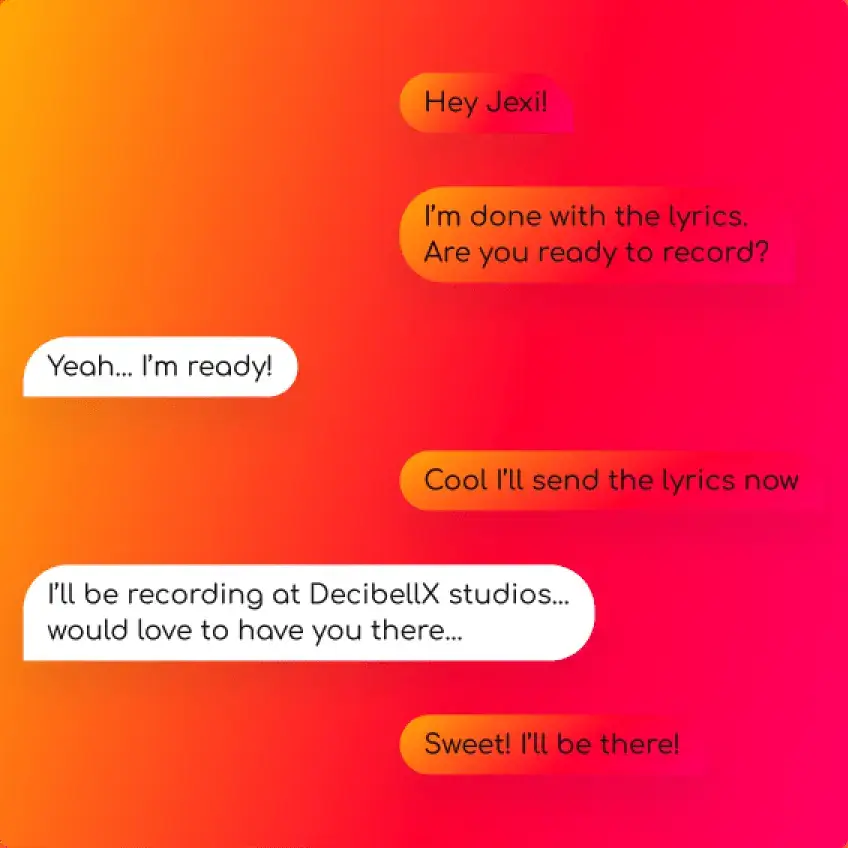 Hey Jexi!
I'm done with the lyrics.
Are you ready to record?
Yeah... I'm ready!
Cool I'll send the lyrics now
I'll be recording at DecibellX studios...
would love to have you there...
Sweet! I'll be there!